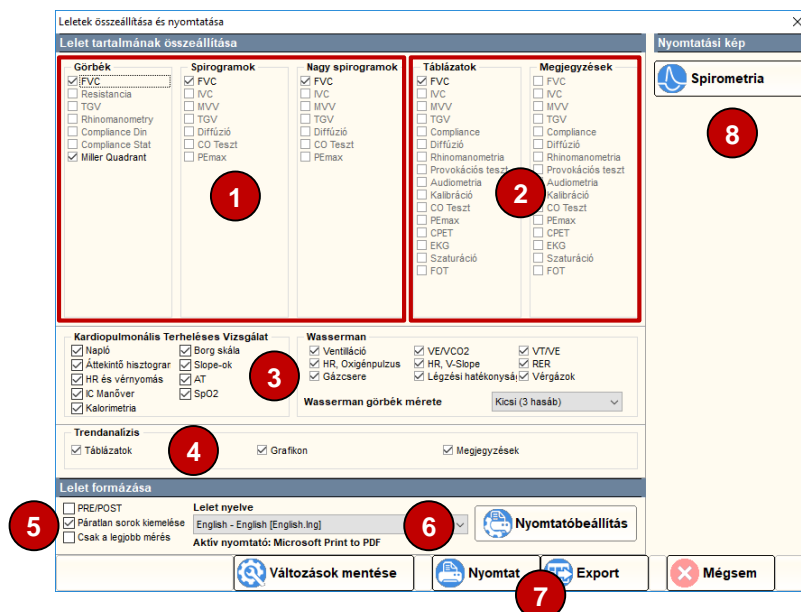 Leletek összeállítása és nyomtatása
Lelet tartalmának összeállítása
Nyomtatási kép
Görbék
FVC
Resistancia
TGV
Rhinomanometry
Compliance Din
Compliance Stat
Miller Quadrant
Spirogramok
FVC
IVC
MVV
TGV
Diffúzió
CO Teszt
PEmax
Nagy spirogramok
FVC
IVC
MVV
TGV
Diffúzió
CO Teszt
PEmax
1
Táblázatok
FVC
IVC
MVV
TGV
Compliance
Diffúzió
Rhinomanometria
Provokációs teszt
Audiometria
Kalibráció
CO Teszt
PEmax
CPET
EKG
Szaturáció
FOT
Megjegyzések
FVC
IVC
MVV
TGV
Compliance
Diffúzió
Rhinomanometria
Provokációs teszt
Audiometria
Kalibráció
CO Teszt
PEmax
CPET
EKG
Szaturáció
FOT
2
Spirometria
8
Kardiopulmonális Terheléses Vizsgálat
Napló
Áttekintő hisztograr
HR és vérnyomás
IC Manőver
Kalorimetria
Borg skála
Slope-ok
AT
SpO2
3
Wasserman
Ventilláció
HR, Oxigénpulzus
Gázcsere
VE/VCO2
HR, V-Slope
Légzési hatékonyság
VT/VE
RER
Vérgázok
Wasserman görbék mérete
Kicsi (3 hasáb)
Trendanalízis
Táblázatok
4
Grafikon
Megjegyzések
Lelet formázása
5
PRE/POST
Páratlan sorok kiemelése
Csak a legjobb mérés
Lelet nyelve
English - English [English.lng]
Aktív nyomtató: Microsoft Print to PDF
6
Nyomtatóbeállítás
Változások mentése
Nyomtat
7
Export
Mégsem